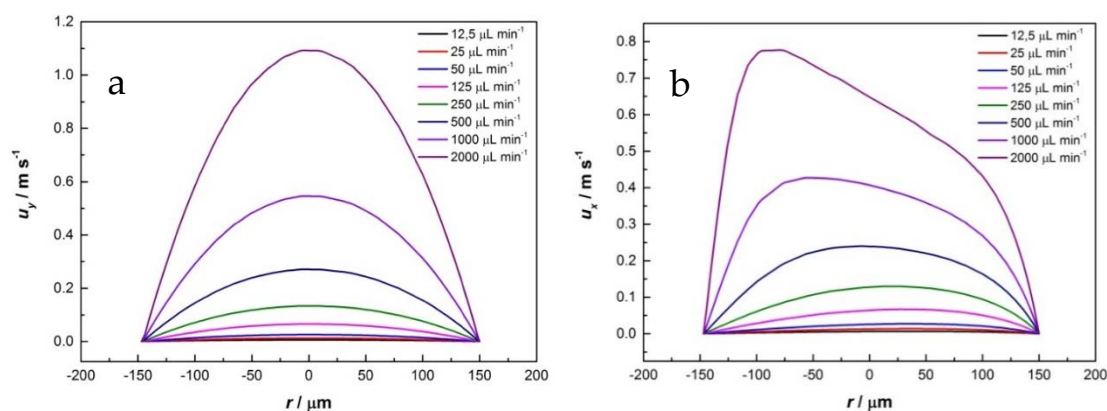 a
1.2
1.0
0.8
0.6
0.4
0.2
0.0
u_y / m s⁻¹
-200 -150 -100 -50 0 50 100 150 200
r / μm
12,5 μL min⁻¹
25 μL min⁻¹
50 μL min⁻¹
125 μL min⁻¹
250 μL min⁻¹
500 μL min⁻¹
1000 μL min⁻¹
2000 μL min⁻¹
b
0.8
0.7
0.6
0.5
0.4
0.3
0.2
0.1
0.0
u_x / m s⁻¹
-200 -150 -100 -50 0 50 100 150 200
r / μm
12,5 μL min⁻¹
25 μL min⁻¹
50 μL min⁻¹
125 μL min⁻¹
250 μL min⁻¹
500 μL min⁻¹
1000 μL min⁻¹
2000 μL min⁻¹